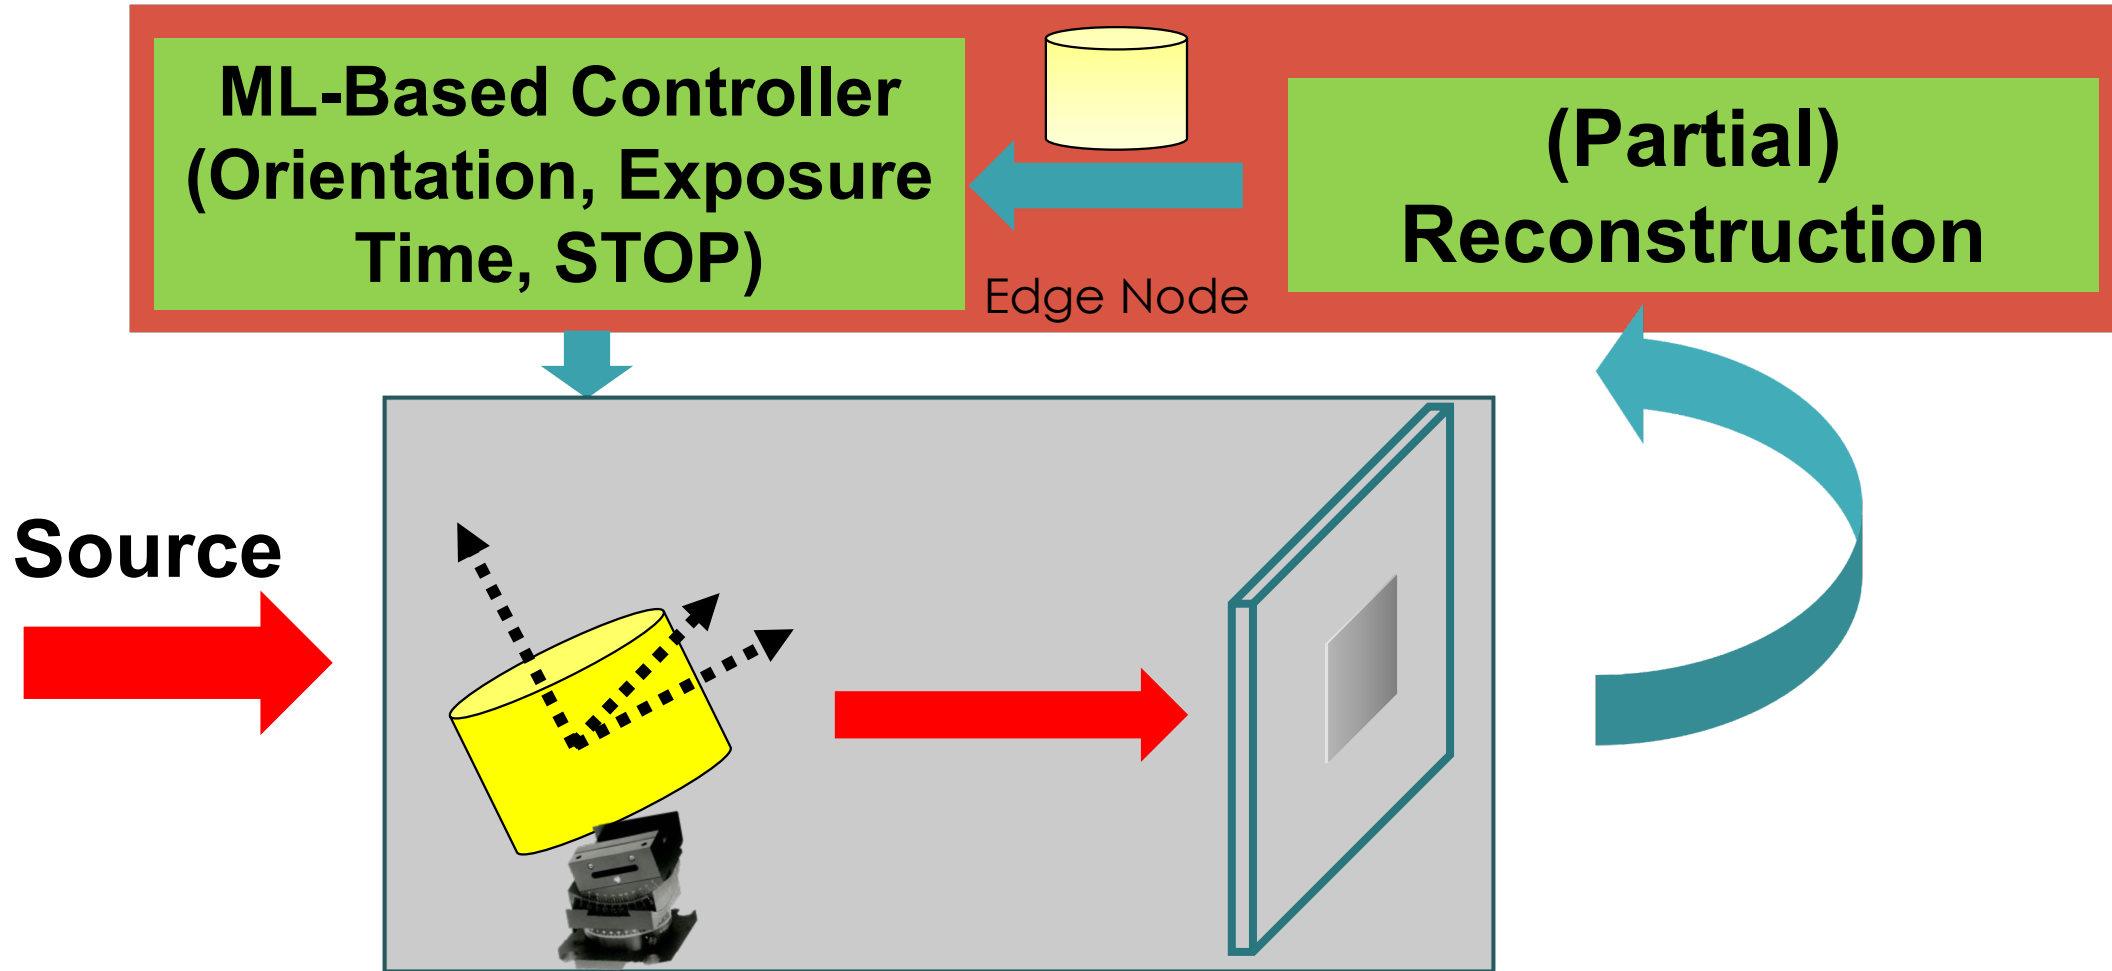 ML-Based Controller
(Orientation, Exposure
Time, STOP)
Edge Node
(Partial)
Reconstruction
Source